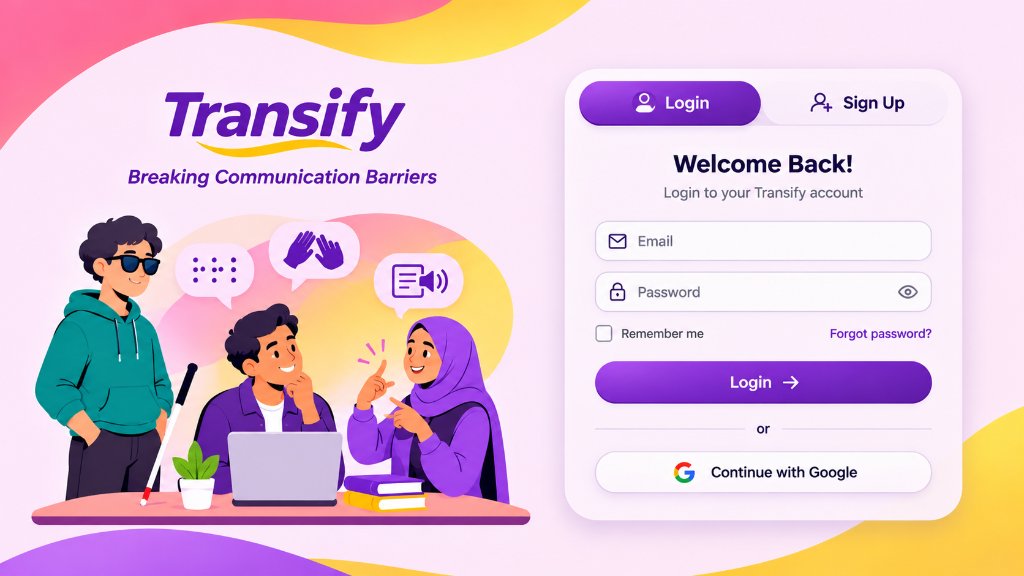 Transify
Breaking Communication Barriers
Login
Sign Up
Welcome Back!
Login to your Transify account
Email
Password
Remember me
Forgot password?
Login
or
Continue with Google